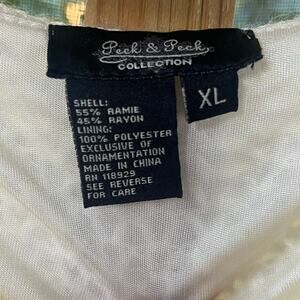 Peck & Peck
COLLECTION
XL
SHELL:
55% RAMIE
45% RAYON
LINING:
100% POLYESTER
EXCLUSIVE OF
ORNAMENTATION
MADE IN CHINA
RN 118929
SEE REVERSE
FOR CARE